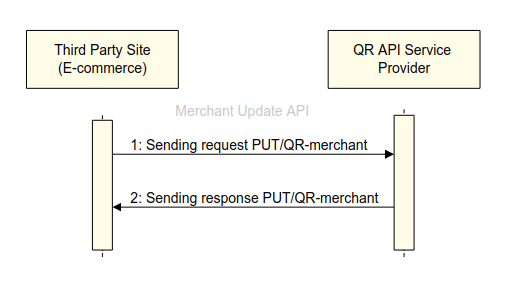 Third Party Site
(E-commerce)
QR API Service
Provider
Merchant Update API
1: Sending request PUT/QR-merchant
2: Sending response PUT/QR-merchant